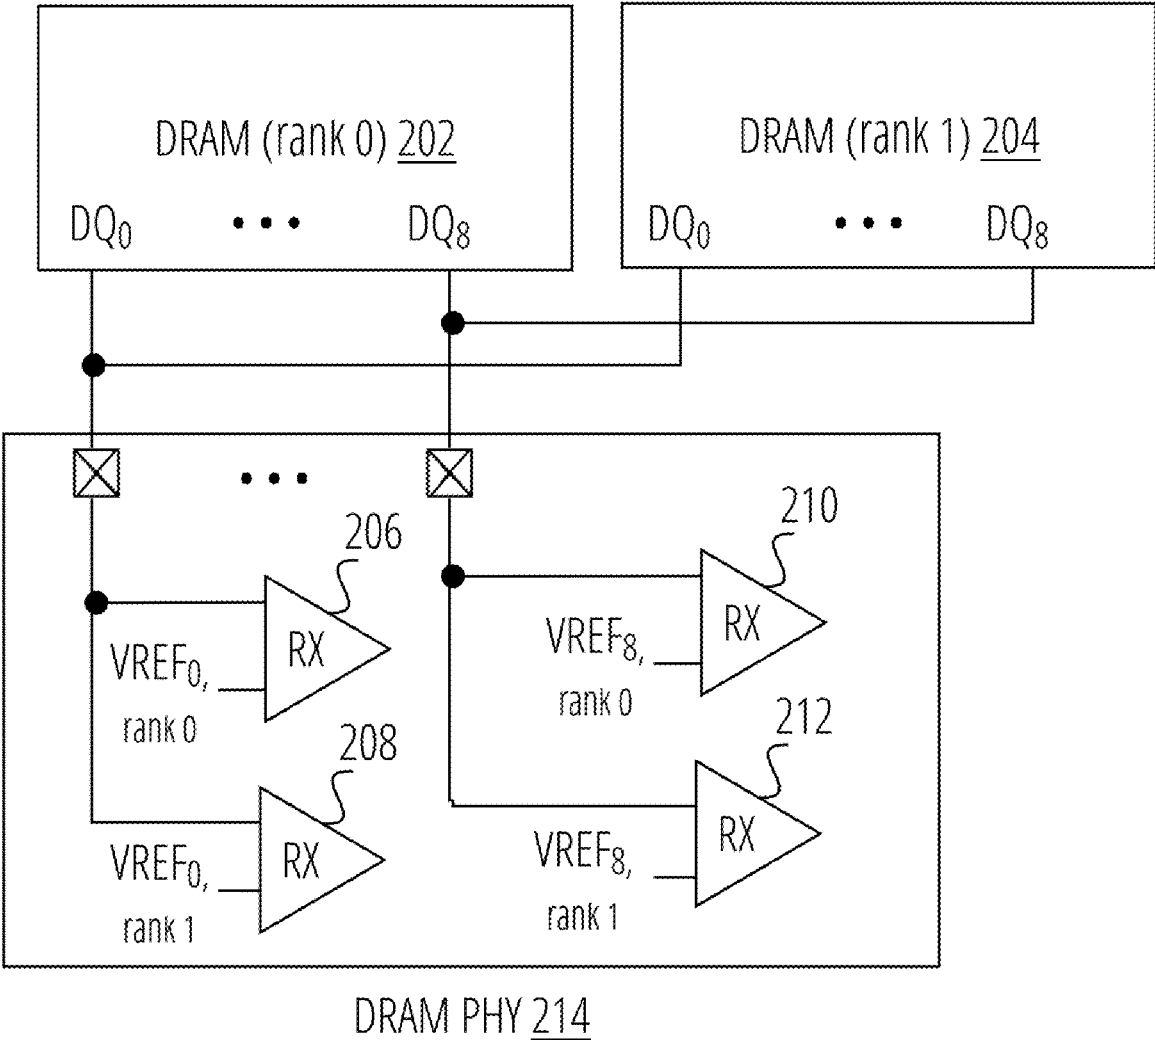 DRAM (rank 0) 202
DQ₀ • • • DQ₈
DRAM (rank 1) 204
DQ₀ • • • DQ₈
• • •
206
RX
VREF₀,
rank 0
208
RX
VREF₀,
rank 1
210
RX
VREF₈,
rank 0
212
RX
VREF₈,
rank 1
DRAM PHY 214